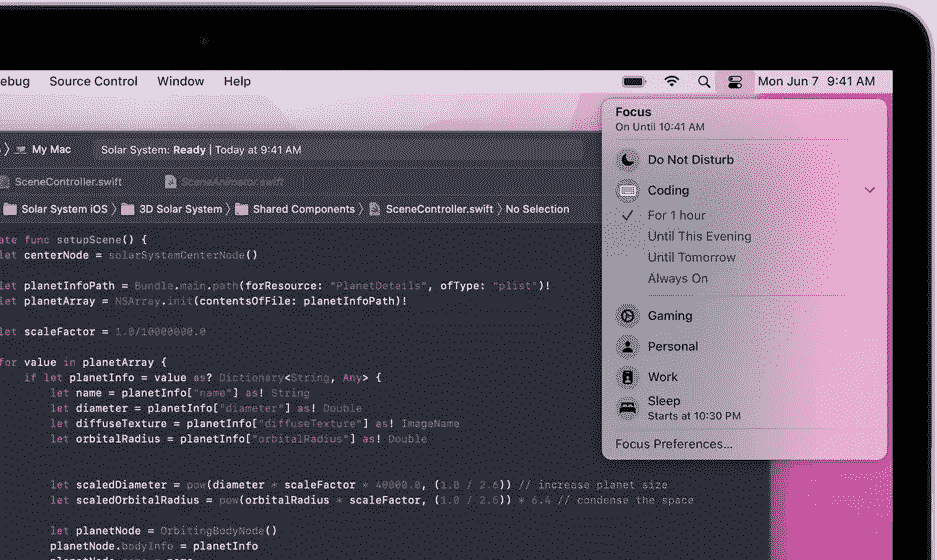 ebug Source Control Window Help Mon Jun 7 9:41 AM
Focus
On Until 10:41 AM
Do Not Disturb
Coding
For 1 hour
Until This Evening
Until Tomorrow
Always On
Gaming
Personal
Work
Sleep
Starts at 10:30 PM
Focus Preferences...
My Mac Solar System: Ready | Today at 9:41 AM
SceneController.swift SceneAnimator.swift
Solar System iOS 〉 3D Solar System 〉 Shared Components 〉 SceneController.swift 〉 No Selection
ate func setupScene() {
let centerNode = solarSystemCenterNode()
let planetInfoPath = Bundle.main.path(forResource: "PlanetDetails", ofType: "plist")!
let planetArray = NSArray.init(contentsOfFile: planetInfoPath)!
let scaleFactor = 1.0/10000000.0
for value in planetArray {
if let planetInfo = value as? Dictionary<String, Any> {
let name = planetInfo["name"] as! String
let diameter = planetInfo["diameter"] as! Double
let diffuseTexture = planetInfo["diffuseTexture"] as! ImageName
let orbitalRadius = planetInfo["orbitalRadius"] as! Double
let scaledDiameter = pow(diameter * scaleFactor * 40000.0, (1.0 / 2.6)) // increase planet size
let scaledOrbitalRadius = pow(orbitalRadius * scaleFactor, (1.0 / 2.5)) * 6.4 // condense the space
let planetNode = OrbitingBodyNode()
planetNode.bodyInfo = planetInfo